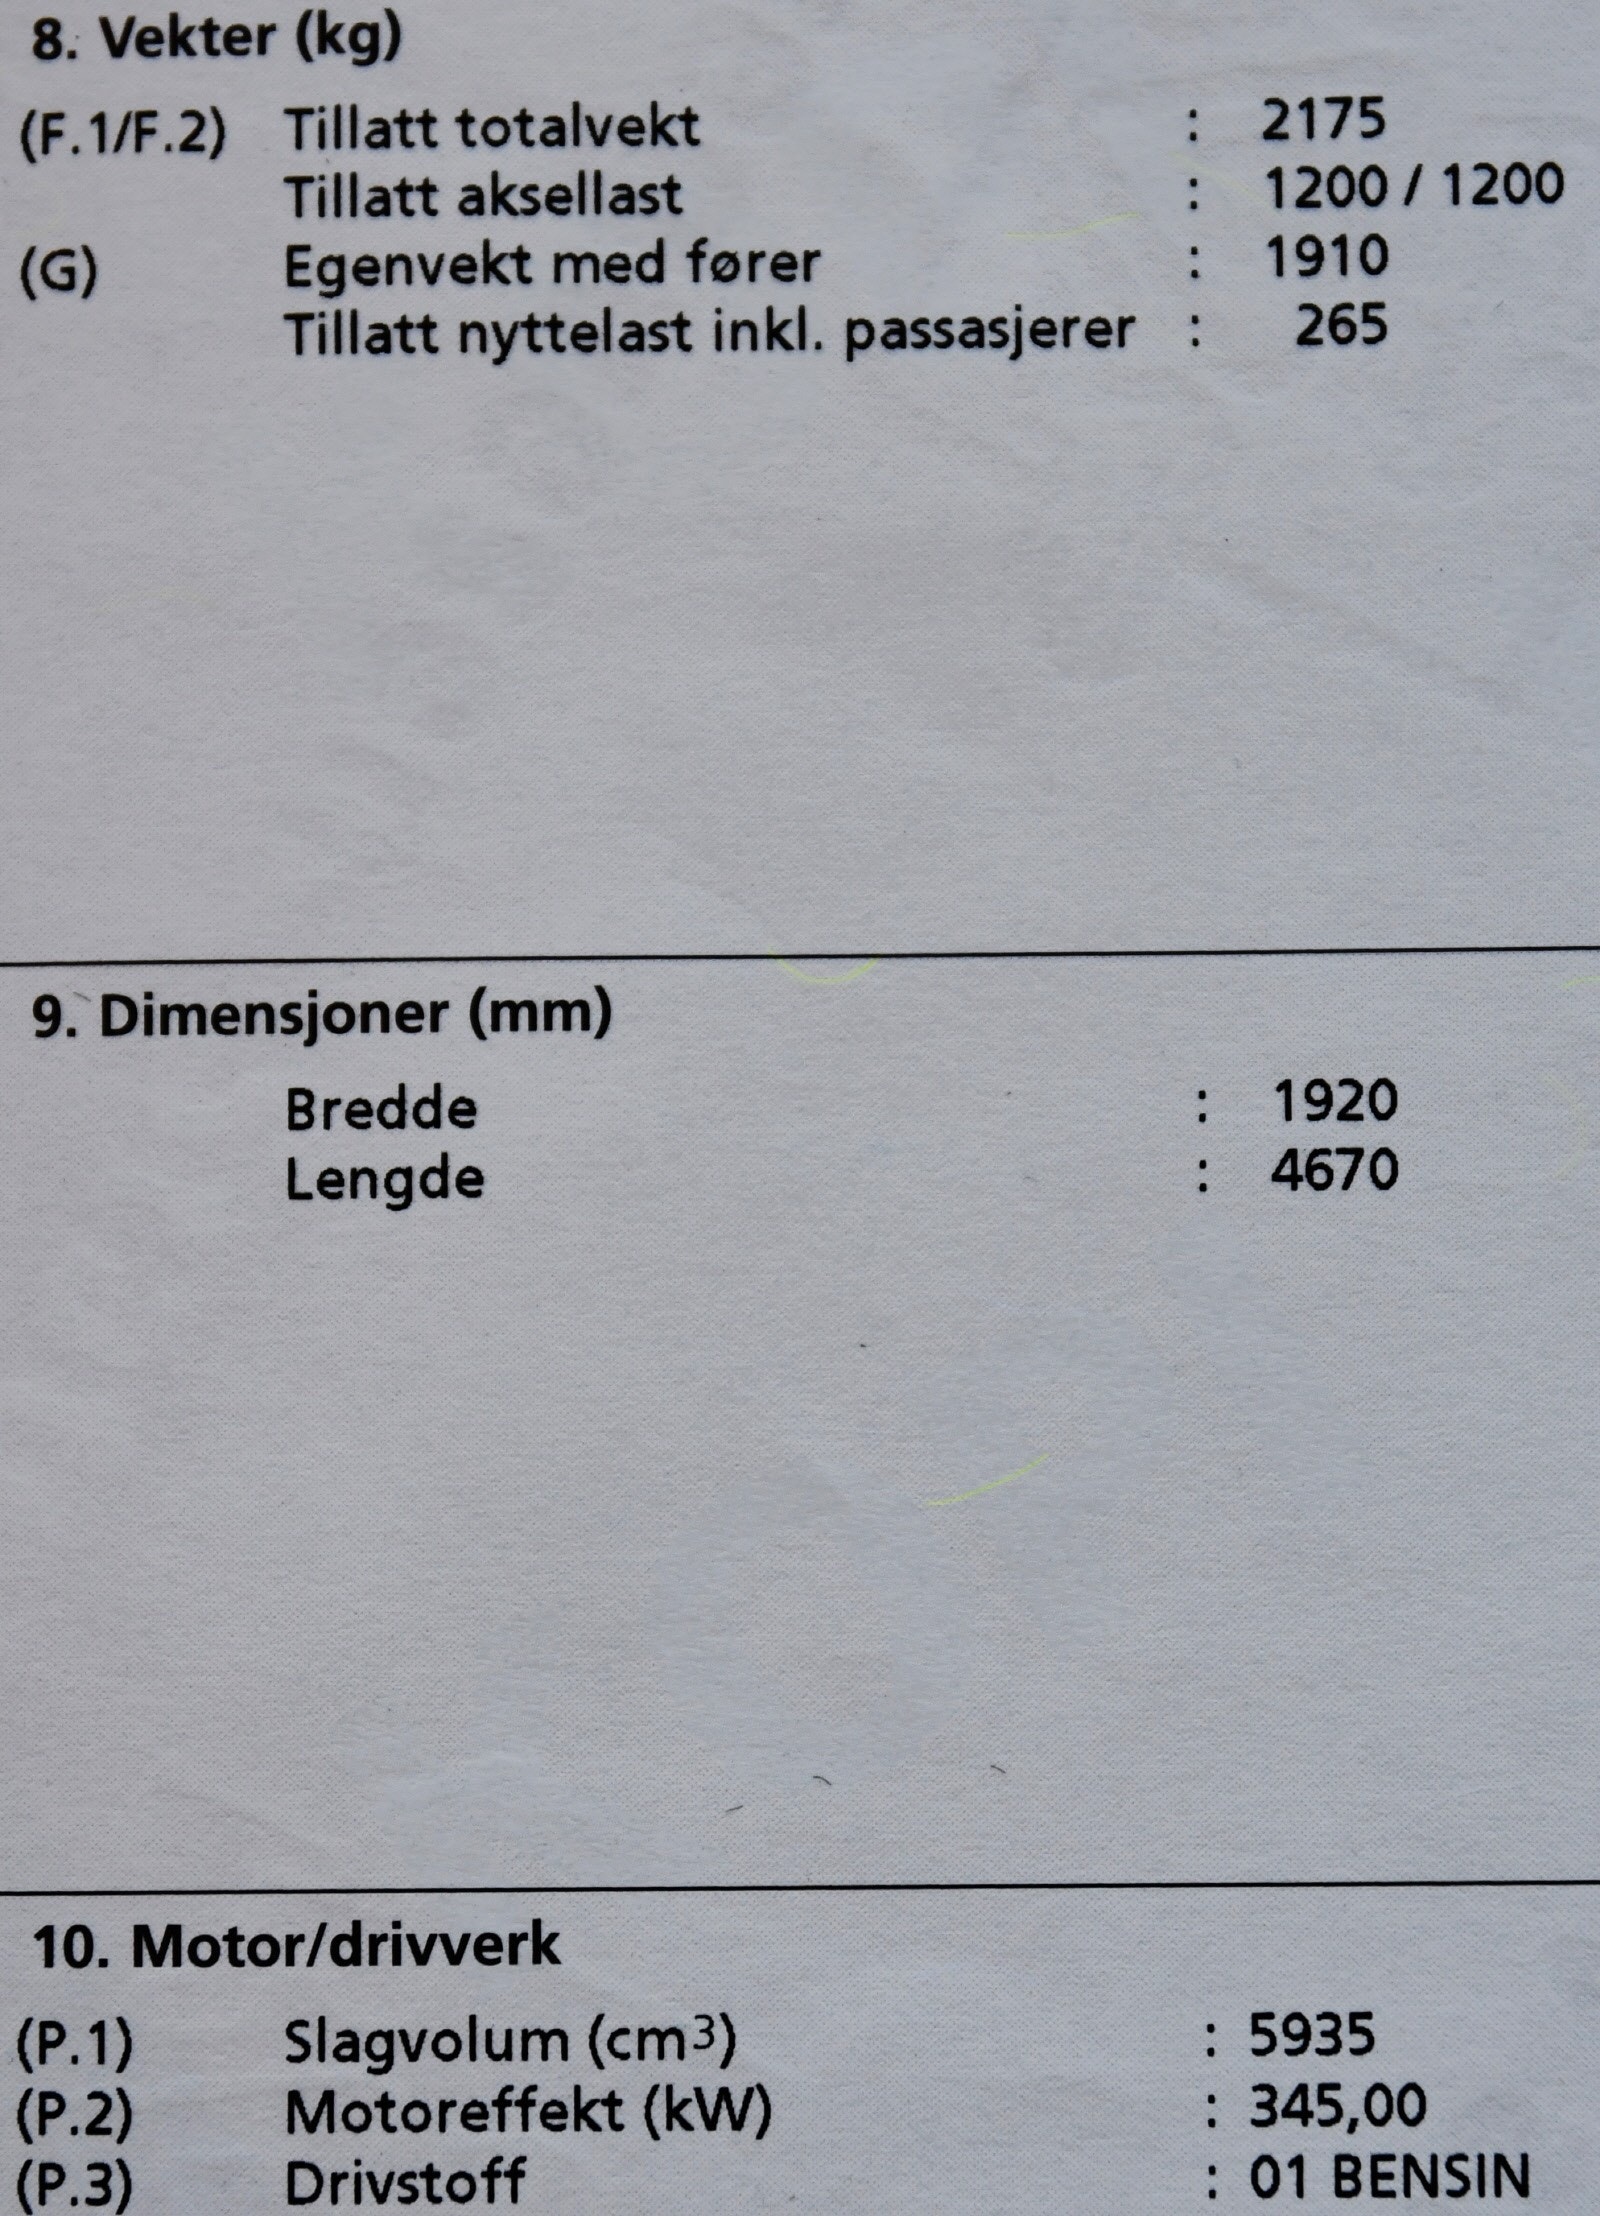 8. Vekter (kg)
(F.1/F.2) Tillatt totalvekt : 2175
Tillatt aksellast : 1200 / 1200
(G) Egenvekt med fører : 1910
Tillatt nyttelast inkl. passasjerer : 265
9. Dimensjoner (mm)
Bredde : 1920
Lengde : 4670
10. Motor/drivverk
(P.1) Slagvolum (cm³) : 5935
(P.2) Motoreffekt (kW) : 345,00
(P.3) Drivstoff : 01 BENSIN